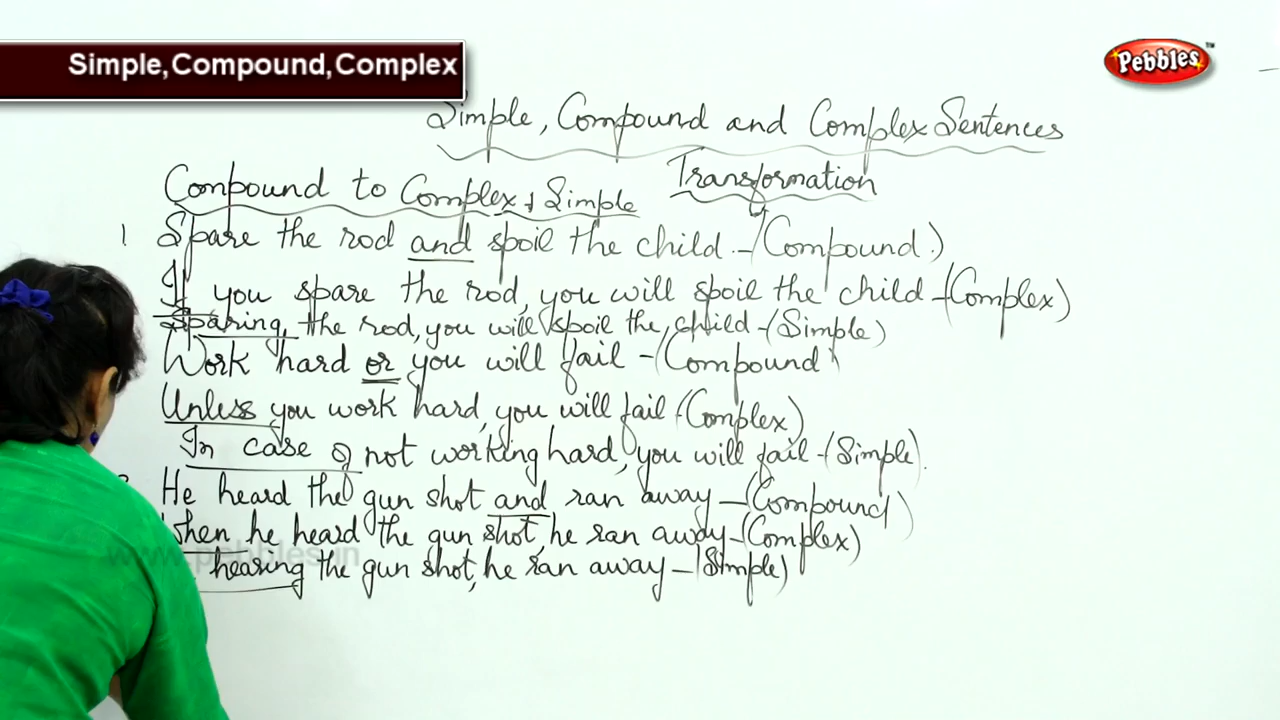 Simple, Compound, Complex
Pebbles™
Simple, Compound and Complex Sentences
Transformation
Compound to Complex + Simple
1 Spare the rod and spoil the child - (Compound)
If you spare the rod, you will spoil the child - (Complex)
Sparing the rod, you will spoil the child - (Simple)
Work hard or you will fail - (Compound)
Unless you work hard, you will fail - (Complex)
In case of not working hard, you will fail - (Simple).
He heard the gun shot and ran away - (Compound)
When he heard the gun shot, he ran away - (Complex)
hearing the gun shot, he ran away - (Simple)
www.pebbles.in